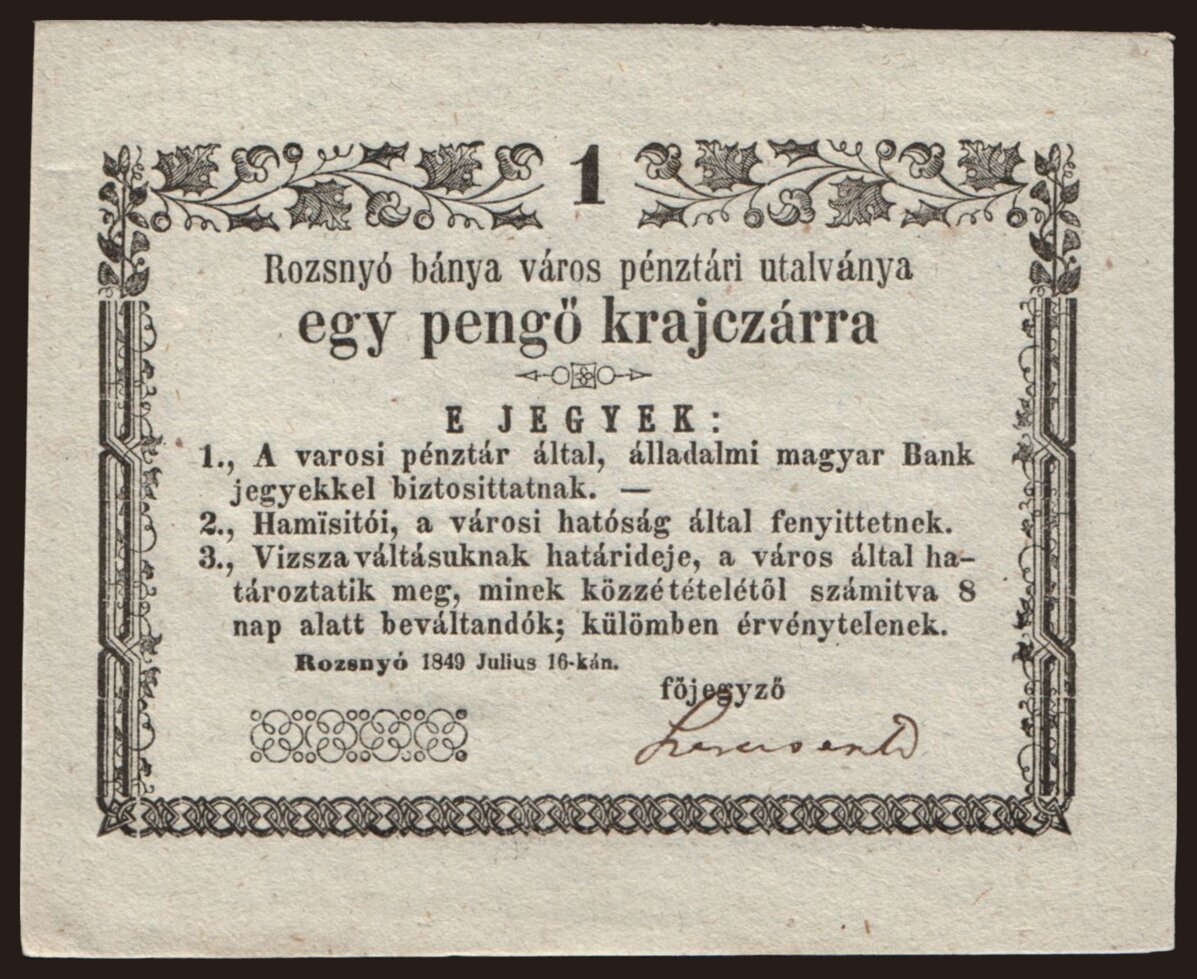 1
Rozsnyó bánya város pénztári utalványa
egy pengö krajczárra
E JEGYEK:
1., A varosi pénztár által, álladalmi magyar Bank
jegyekkel biztosittatnak. —
2., Hamïsitói, a városi hatóság által fenyittetnek.
3., Vizszaváltásuknak határideje, a város által ha-
tároztatik meg, minek közzétételétől számitva 8
nap alatt beváltandók; külömben érvénytelenek.
Rozsnyó 1849 Julius 16-kán.
főjegyző